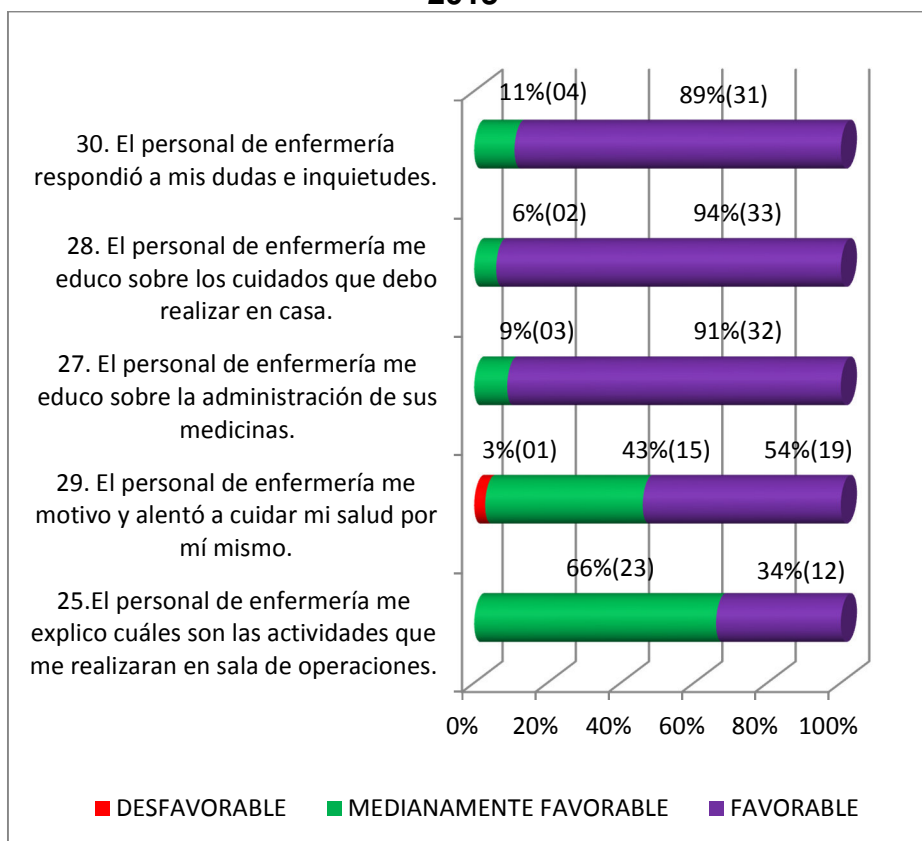 11%(04) 89%(31)
30. El personal de enfermería
respondió a mis dudas e inquietudes.
6%(02) 94%(33)
28. El personal de enfermería me
educo sobre los cuidados que debo
realizar en casa.
9%(03) 91%(32)
27. El personal de enfermería me
educo sobre la administración de sus
medicinas.
3%(01) 43%(15) 54%(19)
29. El personal de enfermería me
motivo y alentó a cuidar mi salud por
mí mismo.
66%(23) 34%(12)
25.El personal de enfermería me
explico cuáles son las actividades que
me realizaran en sala de operaciones.
0% 20% 40% 60% 80% 100%
DESFAVORABLE MEDIANAMENTE FAVORABLE FAVORABLE